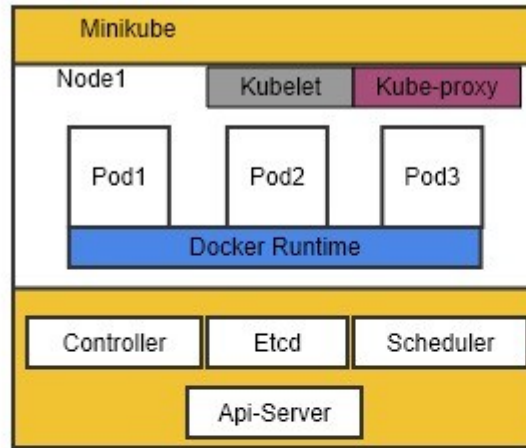 Minikube
Node1
Kubelet
Kube-proxy
Pod1
Pod2
Pod3
Docker Runtime
Controller
Etcd
Scheduler
Api-Server